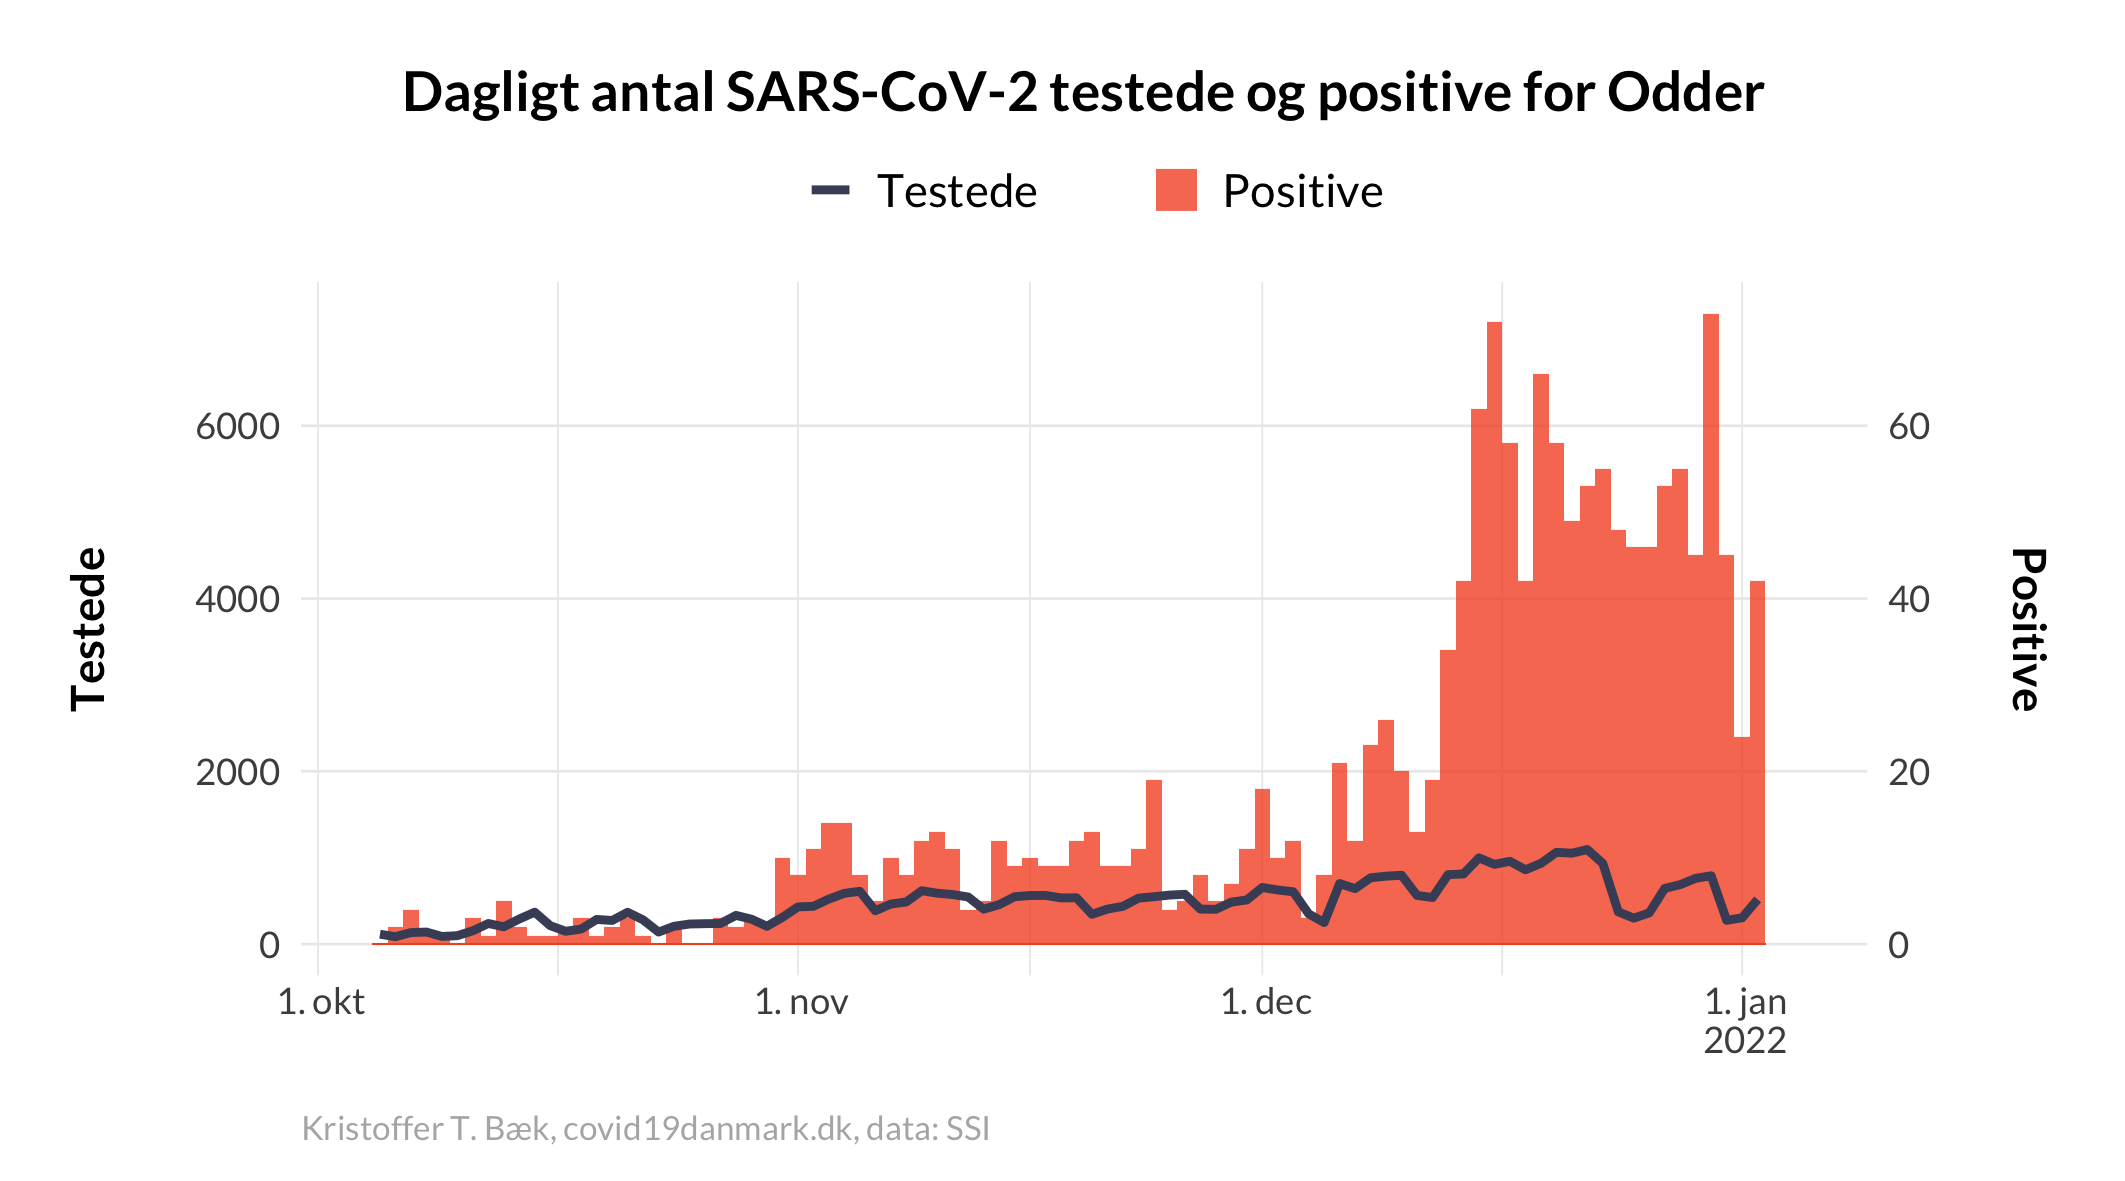 Dagligt antal SARS-CoV-2 testede og positive for Odder
Testede
Positive
6000
4000
2000
0
60
40
20
0
Testede
Positive
1. okt
1. nov
1. dec
1. jan
2022
Kristoffer T. Bæk, covid19danmark.dk, data: SSI